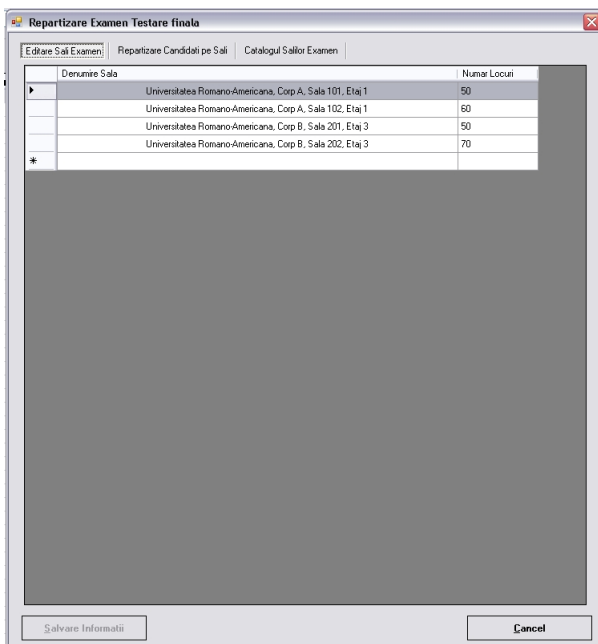 Repartizare Examen Testare finala
Editare Sali Examen Repartizare Candidati pe Sali Catalogul Salilor Examen
Denumire Sala Numar Locuri
Universitatea Romano-Americana, Corp A, Sala 101, Etaj 1 50
Universitatea Romano-Americana, Corp A, Sala 102, Etaj 1 60
Universitatea Romano-Americana, Corp B, Sala 201, Etaj 3 50
Universitatea Romano-Americana, Corp B, Sala 202, Etaj 3 70
Salvare Informatii Cancel